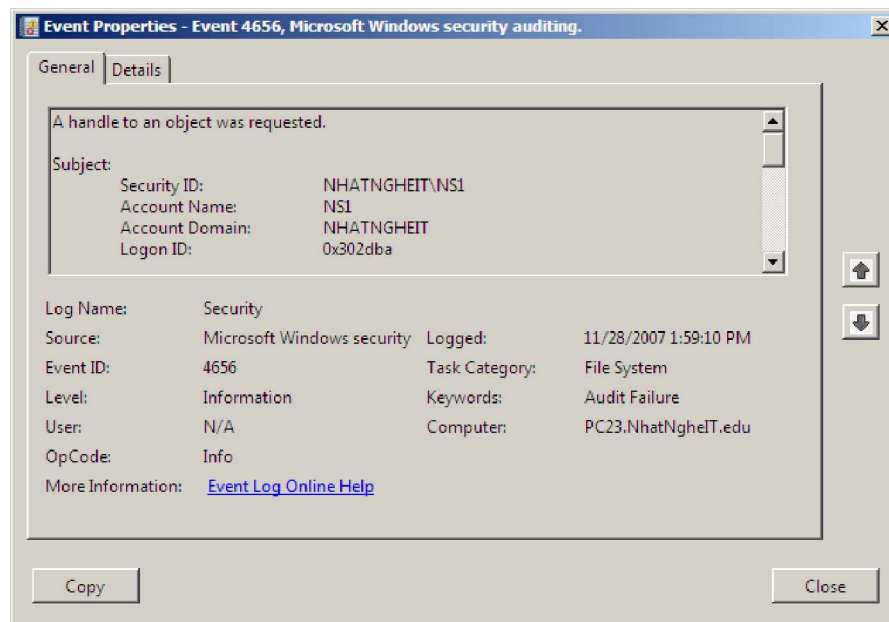 Event Properties - Event 4656, Microsoft Windows security auditing.
General Details
A handle to an object was requested.
Subject:
Security ID: NHATNGHEIT\NS1
Account Name: NS1
Account Domain: NHATNGHEIT
Logon ID: 0x302dba
Log Name: Security
Source: Microsoft Windows security Logged: 11/28/2007 1:59:10 PM
Event ID: 4656 Task Category: File System
Level: Information Keywords: Audit Failure
User: N/A Computer: PC23.NhatNgheIT.edu
OpCode: Info
More Information: Event Log Online Help
Copy Close